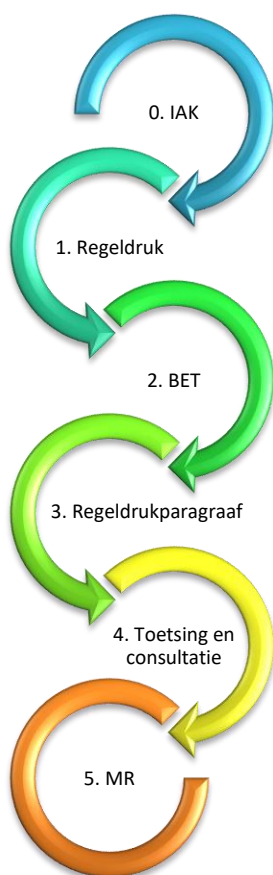 0. IAK
1. Regeldruk
2. BET
3. Regeldrukparagraaf
4. Toetsing en
consultatie
5. MR